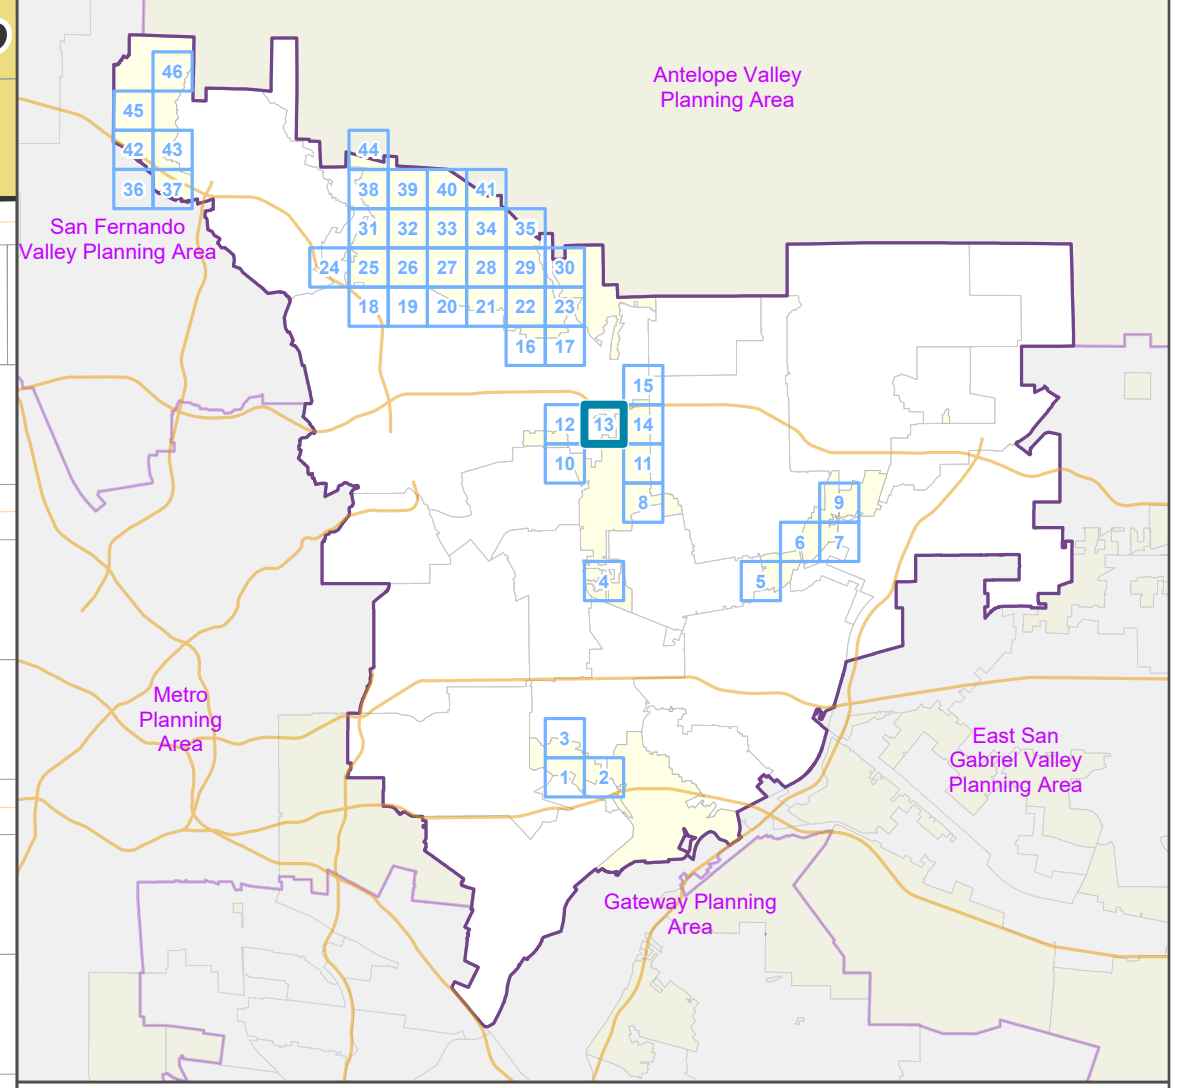 Antelope Valley
Planning Area
46
45
42 43
36 37
44
38 39 40 41
31 32 33 34 35
24 25 26 27 28 29 30
18 19 20 21 22 23
16 17
San Fernando
Valley Planning Area
15
12 13 14
10 11
8
9
6 7
4
5
Metro
Planning
Area
3
1 2
East San
Gabriel Valley
Planning Area
Gateway Planning
Area